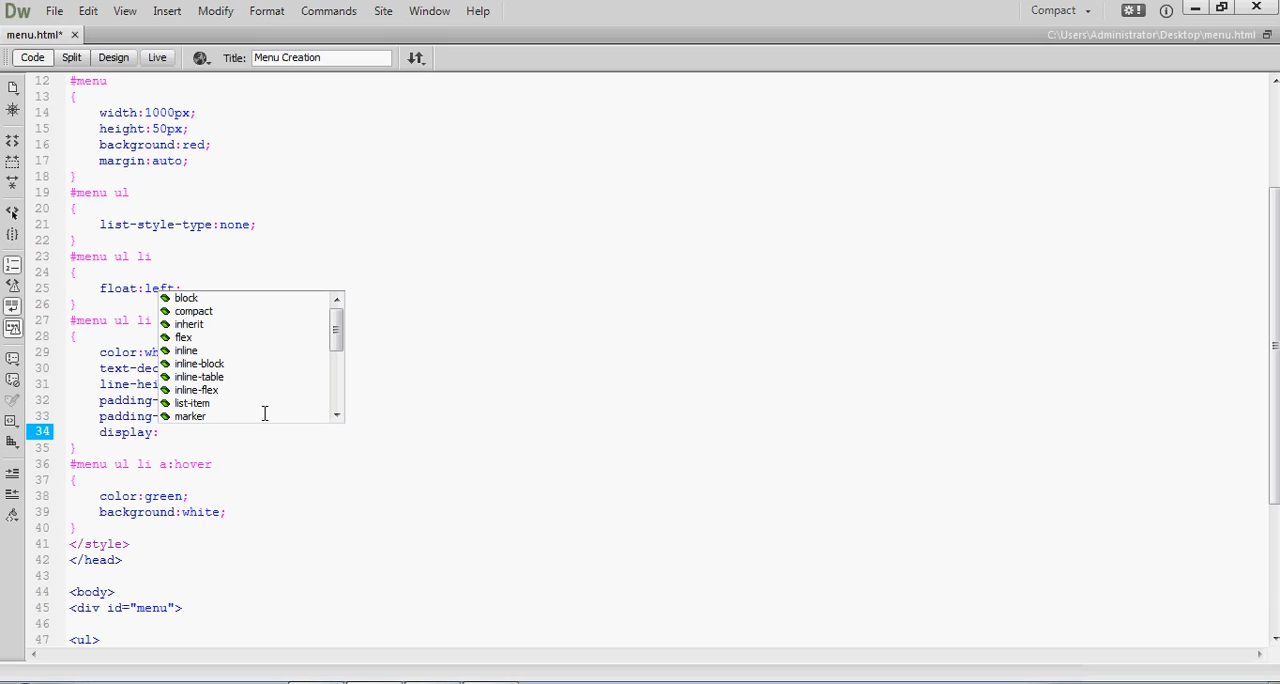 Dw File Edit View Insert Modify Format Commands Site Window Help Compact
menu.html* C:\Users\Administrator\Desktop\menu.html
Code Split Design Live Title: Menu Creation
12 #menu
13 {
14 width:1000px;
15 height:50px;
16 background:red;
17 margin:auto;
18 }
19 #menu ul
20 {
21 list-style-type:none;
22 }
23 #menu ul li
24 {
25 float:left;
26 }
27 #menu ul li
28 {
29 color:wh
30 text-dec
31 line-hei
32 padding-
33 padding-
34 display:
block
compact
inherit
flex
inline
inline-block
inline-table
inline-flex
list-item
marker
35 }
36 #menu ul li a:hover
37 {
38 color:green;
39 background:white;
40 }
41 </style>
42 </head>
43
44 <body>
45 <div id="menu">
46
47 <ul>